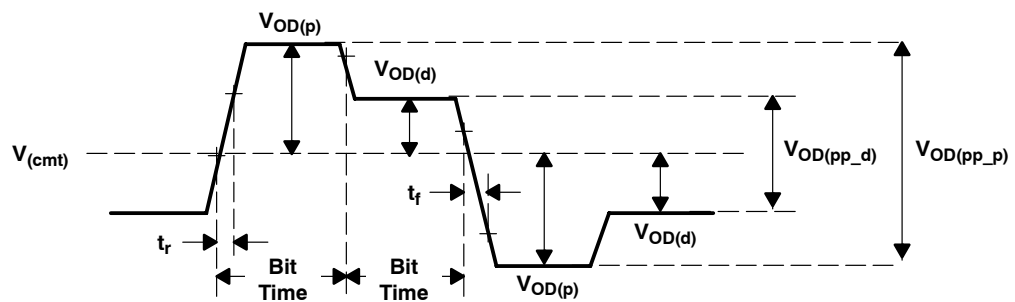 VOD(p)
VOD(d)
V(cmt)
VOD(pp_d)
VOD(pp_p)
tf
tr
VOD(d)
Bit
Time
Bit
Time
VOD(p)